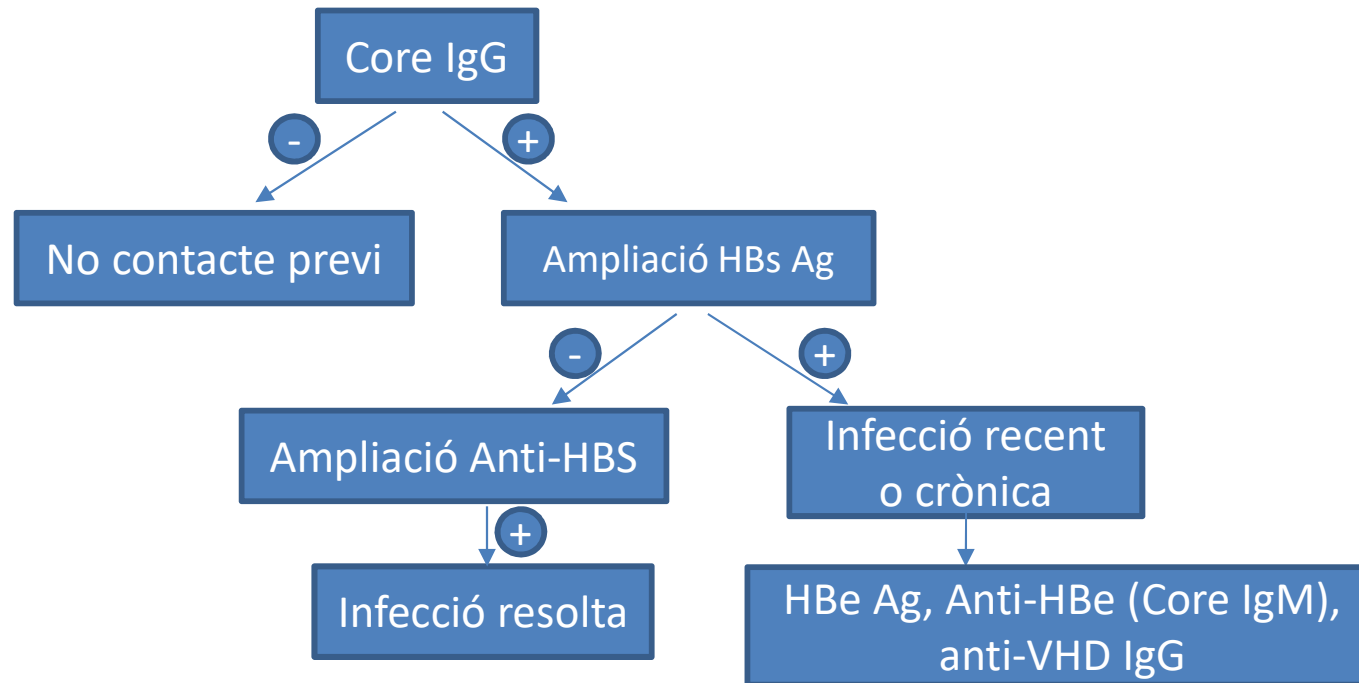 Core IgG
-
+
No contacte previ
Ampliació HBs Ag
-
+
Ampliació Anti-HBS
Infecció recent
o crònica
+
Infecció resolta
HBe Ag, Anti-HBe (Core IgM),
anti-VHD IgG